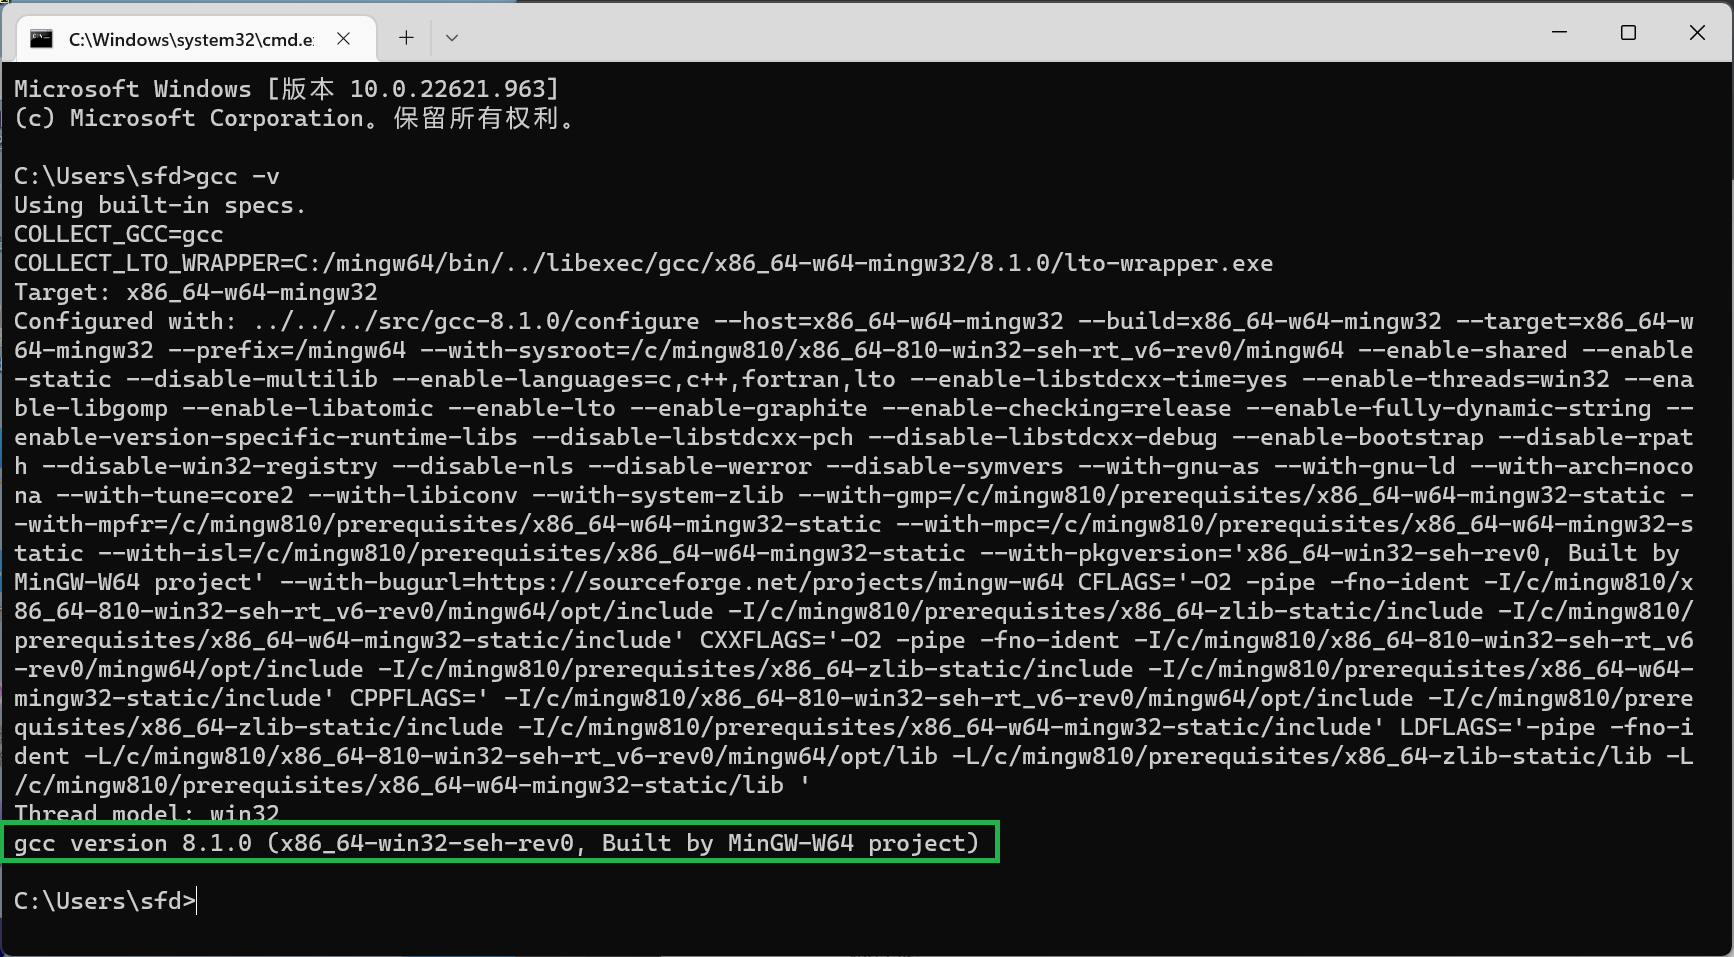 C:\Windows\system32\cmd.e
Microsoft Windows [版本 10.0.22621.963]
(c) Microsoft Corporation。保留所有权利。
C:\Users\sfd>gcc -v
Using built-in specs.
COLLECT_GCC=gcc
COLLECT_LTO_WRAPPER=C:/mingw64/bin/../libexec/gcc/x86_64-w64-mingw32/8.1.0/lto-wrapper.exe
Target: x86_64-w64-mingw32
Configured with: ../../../src/gcc-8.1.0/configure --host=x86_64-w64-mingw32 --build=x86_64-w64-mingw32 --target=x86_64-w
64-mingw32 --prefix=/mingw64 --with-sysroot=/c/mingw810/x86_64-810-win32-seh-rt_v6-rev0/mingw64 --enable-shared --enable
-static --disable-multilib --enable-languages=c,c++,fortran,lto --enable-libstdcxx-time=yes --enable-threads=win32 --ena
ble-libgomp --enable-libatomic --enable-lto --enable-graphite --enable-checking=release --enable-fully-dynamic-string --
enable-version-specific-runtime-libs --disable-libstdcxx-pch --disable-libstdcxx-debug --enable-bootstrap --disable-rpat
h --disable-win32-registry --disable-nls --disable-werror --disable-symvers --with-gnu-as --with-gnu-ld --with-arch=noco
na --with-tune=core2 --with-libiconv --with-system-zlib --with-gmp=/c/mingw810/prerequisites/x86_64-w64-mingw32-static -
-with-mpfr=/c/mingw810/prerequisites/x86_64-w64-mingw32-static --with-mpc=/c/mingw810/prerequisites/x86_64-w64-mingw32-s
tatic --with-isl=/c/mingw810/prerequisites/x86_64-w64-mingw32-static --with-pkgversion='x86_64-win32-seh-rev0, Built by
MinGW-W64 project' --with-bugurl=https://sourceforge.net/projects/mingw-w64 CFLAGS='-O2 -pipe -fno-ident -I/c/mingw810/x
86_64-810-win32-seh-rt_v6-rev0/mingw64/opt/include -I/c/mingw810/prerequisites/x86_64-zlib-static/include -I/c/mingw810/
prerequisites/x86_64-w64-mingw32-static/include' CXXFLAGS='-O2 -pipe -fno-ident -I/c/mingw810/x86_64-810-win32-seh-rt_v6
-rev0/mingw64/opt/include -I/c/mingw810/prerequisites/x86_64-zlib-static/include -I/c/mingw810/prerequisites/x86_64-w64-
mingw32-static/include' CPPFLAGS=' -I/c/mingw810/x86_64-810-win32-seh-rt_v6-rev0/mingw64/opt/include -I/c/mingw810/prere
quisites/x86_64-zlib-static/include -I/c/mingw810/prerequisites/x86_64-w64-mingw32-static/include' LDFLAGS='-pipe -fno-i
dent -L/c/mingw810/x86_64-810-win32-seh-rt_v6-rev0/mingw64/opt/lib -L/c/mingw810/prerequisites/x86_64-zlib-static/lib -L
/c/mingw810/prerequisites/x86_64-w64-mingw32-static/lib '
Thread model: win32
gcc version 8.1.0 (x86_64-win32-seh-rev0, Built by MinGW-W64 project)
C:\Users\sfd>